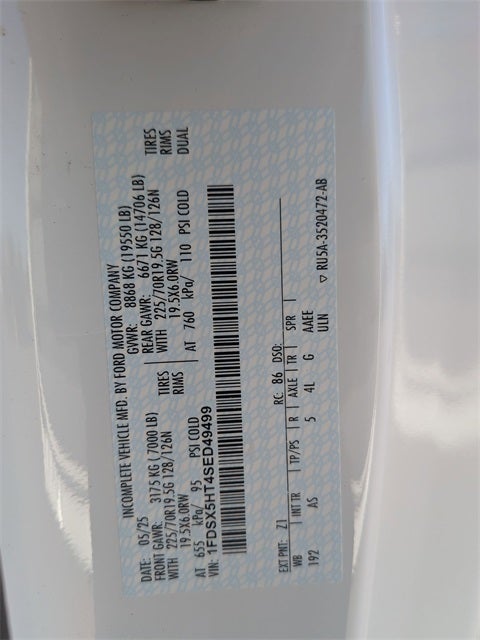 INCOMPLETE VEHICLE MFD. BY FORD MOTOR COMPANY
DATE: 05/25 GVWR: 8868 KG (19550 LB)
FRONT GAWR: 3175 KG (7000 LB) REAR GAWR: 6671 KG (14706 LB)
WITH 225/70R19.5G 128/126N TIRES WITH 225/70R19.5G 128/126N TIRES
19.5X6.0RW RIMS 19.5X6.0RW RIMS
AT 655 kPa/ 95 PSI COLD AT 760 kPa/ 110 PSI COLD DUAL
VIN: 1FDSX5HT4SED49499
EXT PNT: Z1 RC: 86 DSO:
WB INT TR TP/PS R AXLE TR SPR
192 AS 5 4L G AAEE
ULN ▽ RU5A-3520472-AB